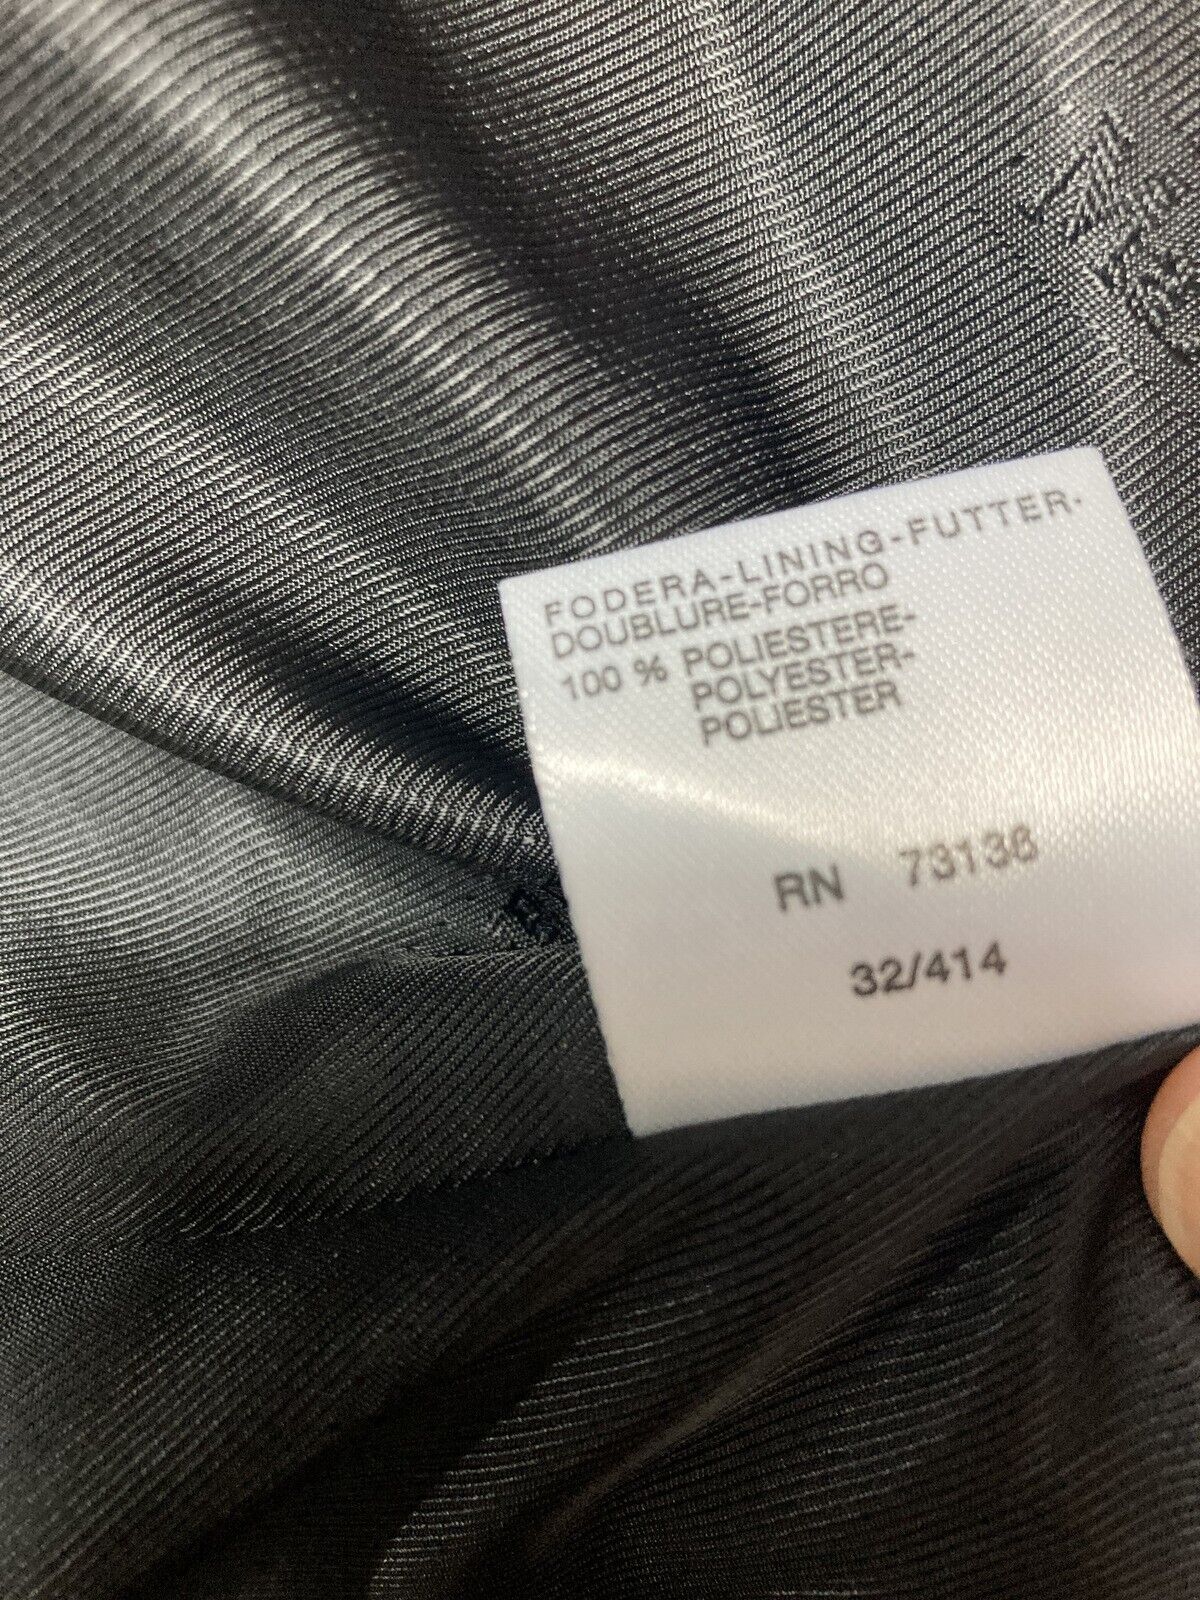 FODERA-LINING-FUTTER-
DOUBLURE-FORRO
100 % POLIESTERE-
POLYESTER-
POLIESTER
RN 73136
32/414